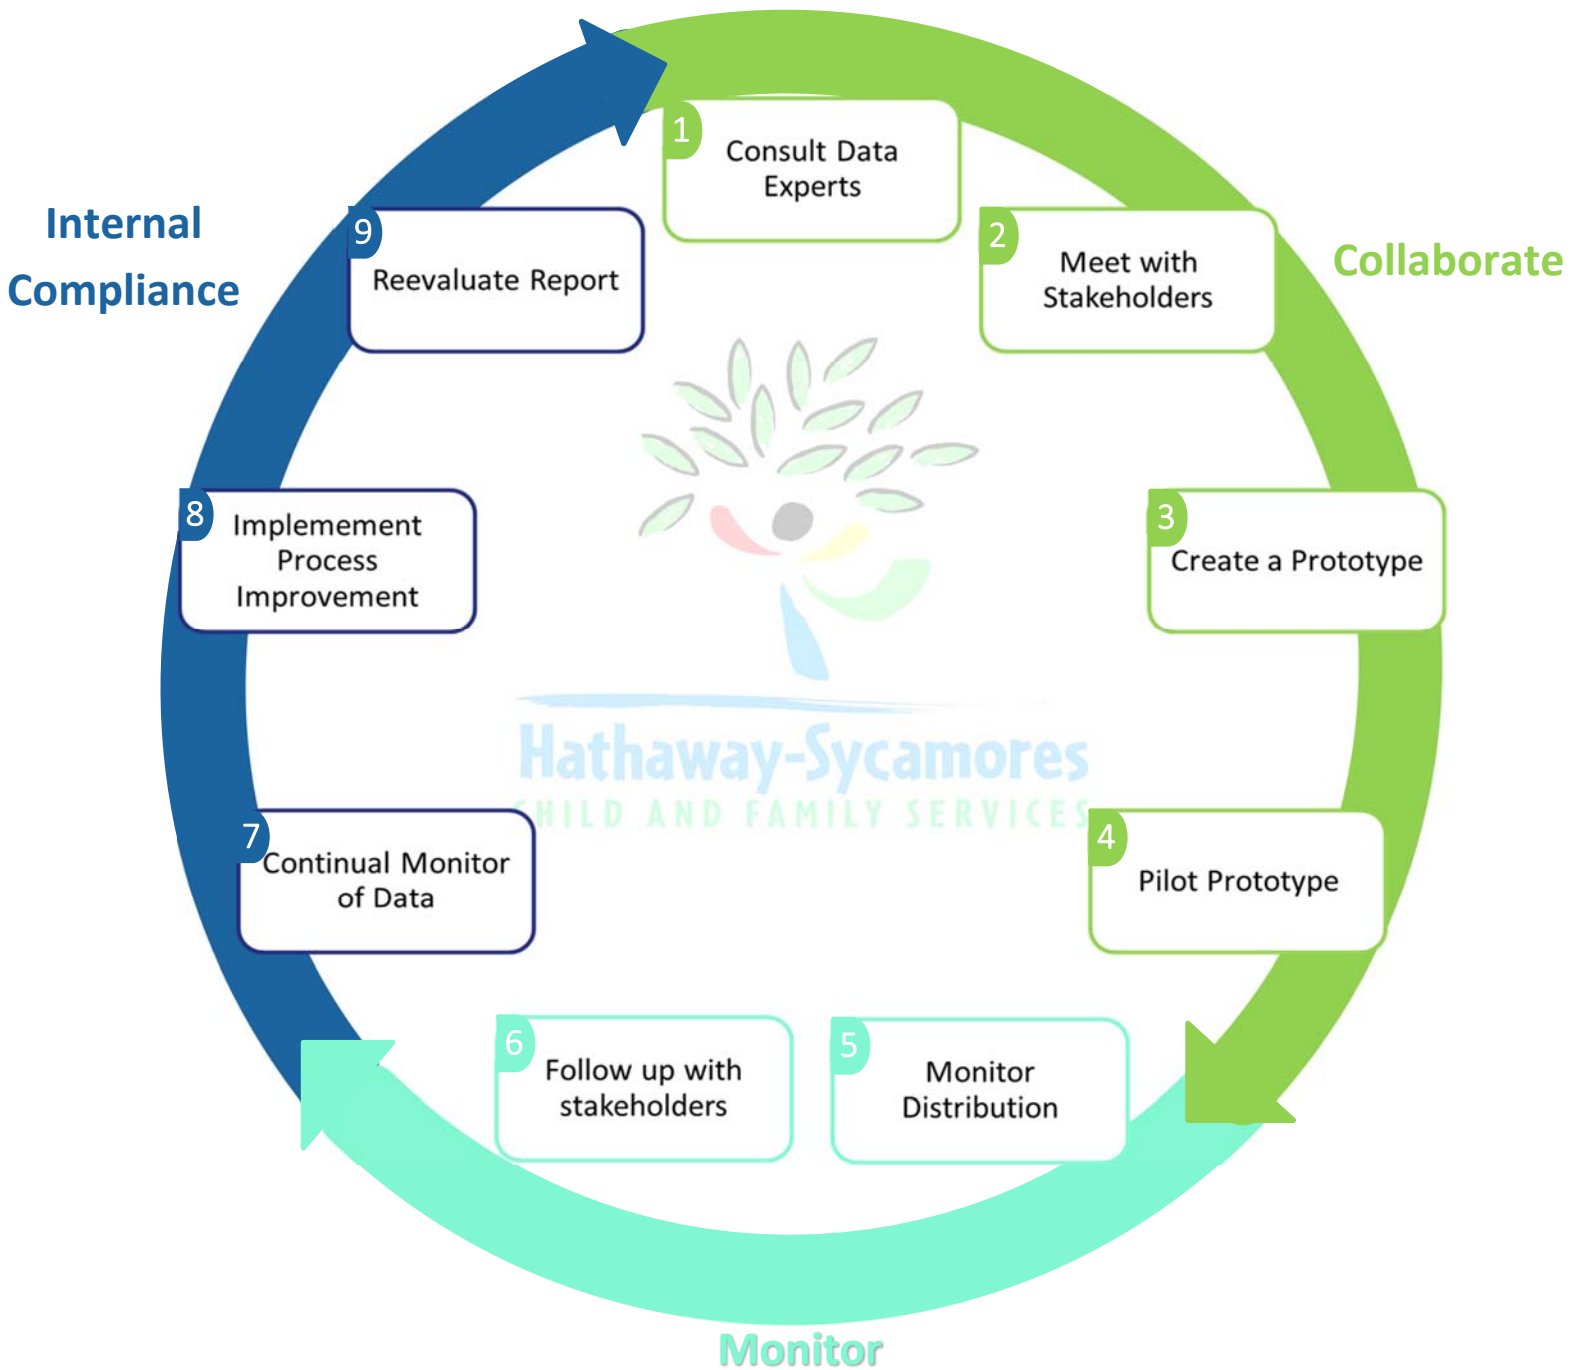 1
Consult Data
Experts
2
Meet with
Stakeholders
Collaborate
3
Create a Prototype
4
Pilot Prototype
5
Monitor
Distribution
6
Follow up with
stakeholders
Monitor
7
Continual Monitor
of Data
8
Implemement
Process
Improvement
9
Reevaluate Report
Internal
Compliance
Hathaway-Sycamores
CHILD AND FAMILY SERVICES